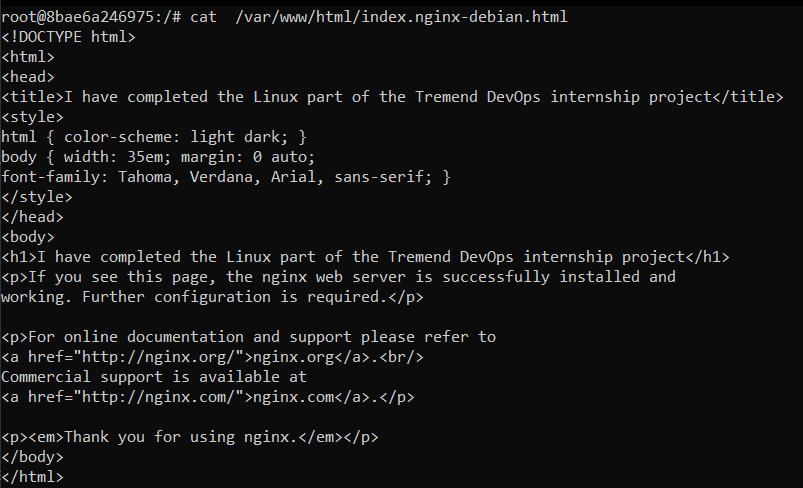 root@8bae6a246975:/# cat  /var/www/html/index.nginx-debian.html
<!DOCTYPE html>
<html>
<head>
<title>I have completed the Linux part of the Tremend DevOps internship project</title>
<style>
html { color-scheme: light dark; }
body { width: 35em; margin: 0 auto;
font-family: Tahoma, Verdana, Arial, sans-serif; }
</style>
</head>
<body>
<h1>I have completed the Linux part of the Tremend DevOps internship project</h1>
<p>If you see this page, the nginx web server is successfully installed and
working. Further configuration is required.</p>

<p>For online documentation and support please refer to
<a href="http://nginx.org/">nginx.org</a>.<br/>
Commercial support is available at
<a href="http://nginx.com/">nginx.com</a>.</p>

<p><em>Thank you for using nginx.</em></p>
</body>
</html>